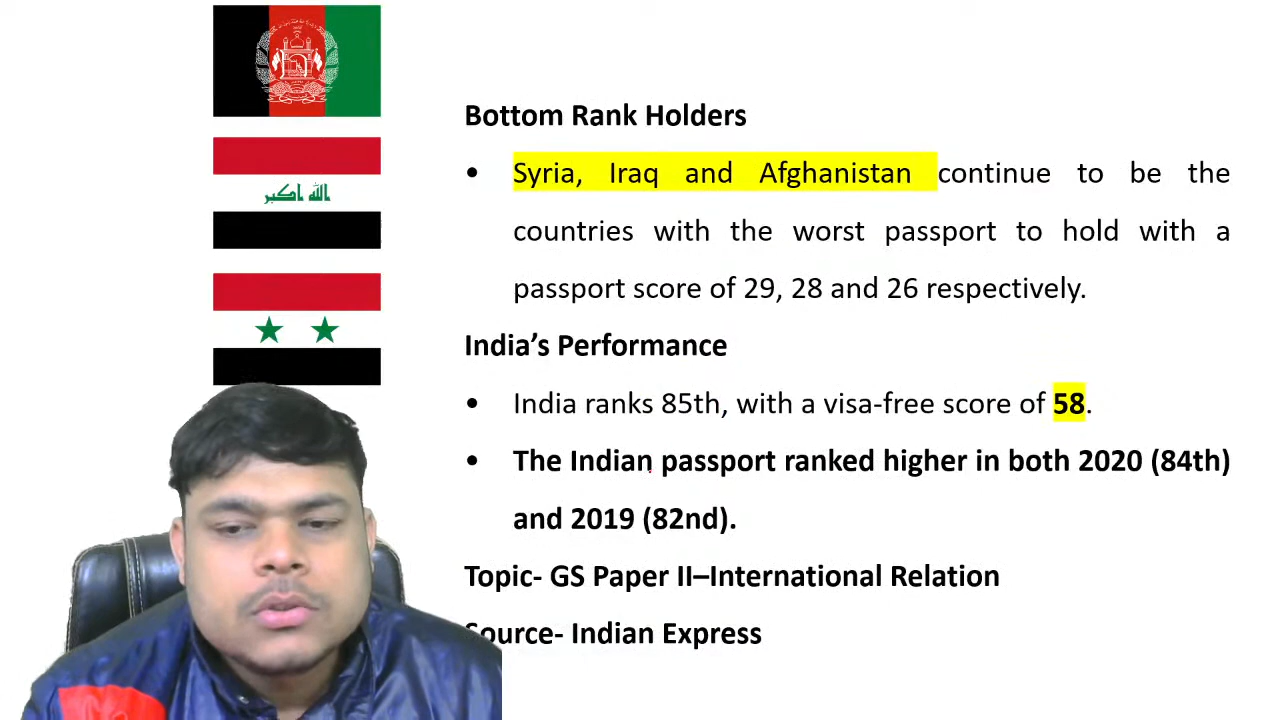 Bottom Rank Holders
الله اكبر
• Syria, Iraq and Afghanistan continue to be the
countries with the worst passport to hold with a
passport score of 29, 28 and 26 respectively.
India’s Performance
• India ranks 85th, with a visa-free score of 58.
• The Indian passport ranked higher in both 2020 (84th)
and 2019 (82nd).
Topic- GS Paper II–International Relation
Source- Indian Express